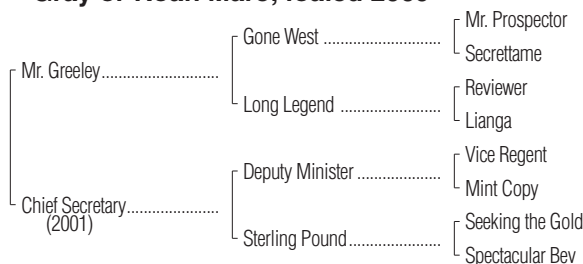 Gray or Roan Mare; foaled
Mr. Prospector
Gone West ..............................
Secrettame
Mr. Greeley..............................
Reviewer
Long Legend ..........................
Lianga
Vice Regent
Deputy Minister .....................
Mint Copy
Chief Secretary........................
(2001)
Seeking the Gold
Sterling Pound........................
Spectacular Bev